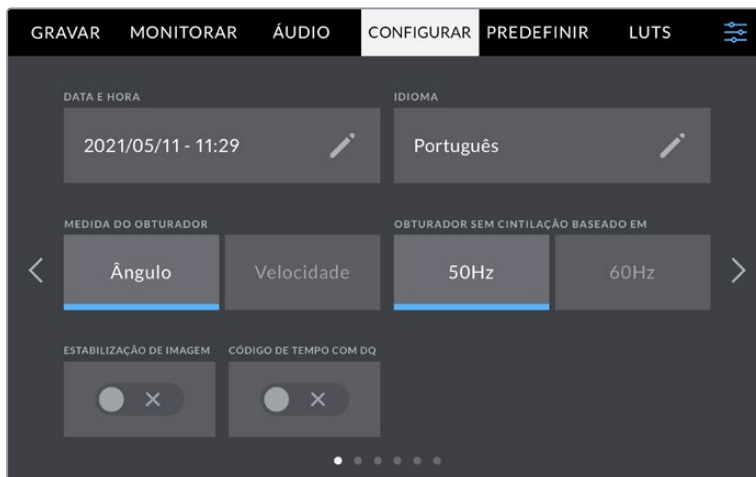 GRAVAR MONITORAR ÁUDIO CONFIGURAR PREDEFINIR LUTS
DATA E HORA IDIOMA
2021/05/11 - 11:29 Português
MEDIDA DO OBTURADOR OBTURADOR SEM CINTILAÇÃO BASEADO EM
Ângulo Velocidade 50Hz 60Hz
ESTABILIZAÇÃO DE IMAGEM CÓDIGO DE TEMPO COM DQ